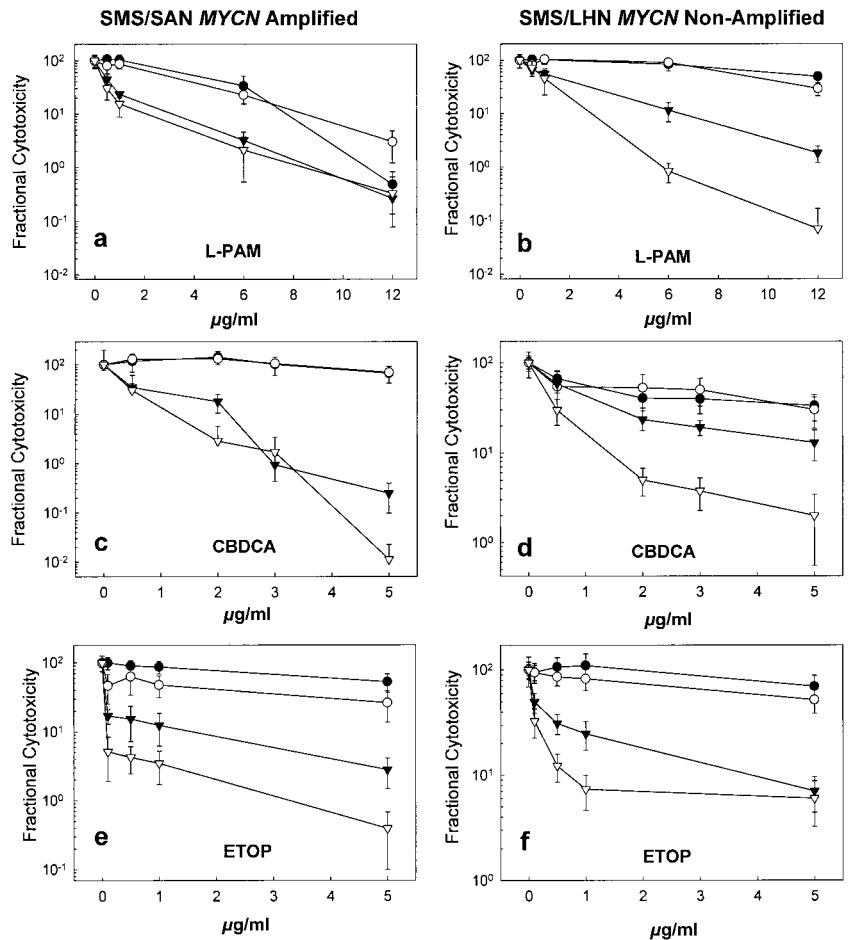 SMS/SAN MYCN Amplified
SMS/LHN MYCN Non-Amplified
Fractional Cytotoxicity
10²
10¹
10⁰
10⁻¹
10⁻²
a
L-PAM
0 2 4 6 8 10 12
µg/ml
Fractional Cytotoxicity
10²
10¹
10⁰
10⁻¹
10⁻²
b
L-PAM
0 2 4 6 8 10 12
µg/ml
Fractional Cytotoxicity
10²
10¹
10⁰
10⁻¹
10⁻²
c
CBDCA
0 1 2 3 4 5
µg/ml
Fractional Cytotoxicity
10²
10¹
10⁰
d
CBDCA
0 1 2 3 4 5
µg/ml
Fractional Cytotoxicity
10²
10¹
10⁰
10⁻¹
e
ETOP
0 1 2 3 4 5
µg/ml
Fractional Cytotoxicity
10²
10¹
10⁰
f
ETOP
0 1 2 3 4 5
µg/ml